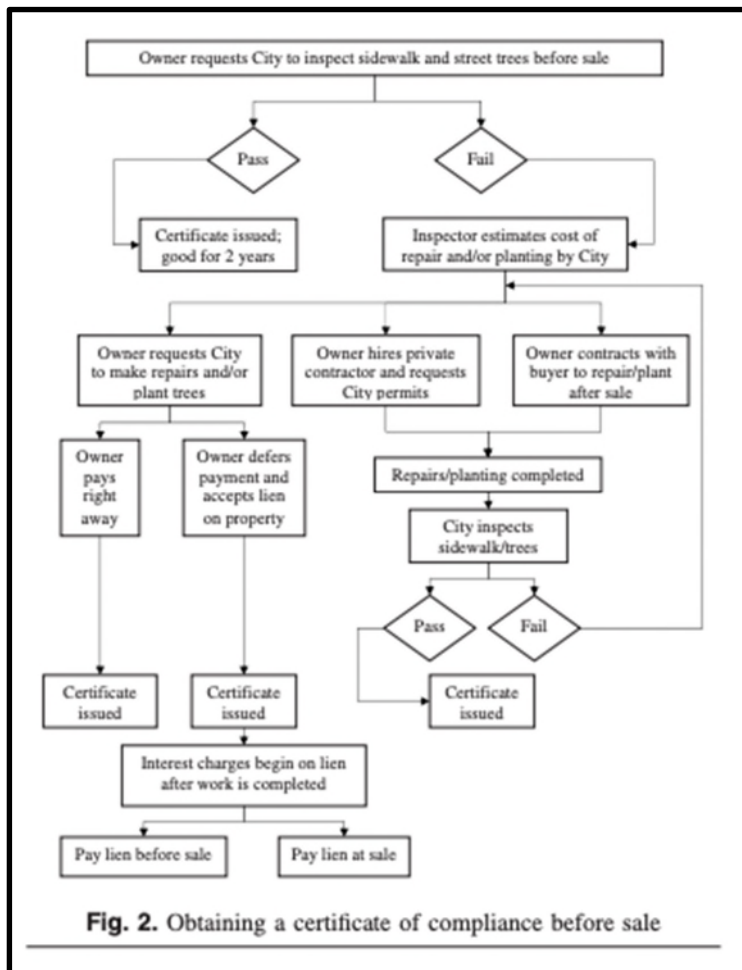 Owner requests City to inspect sidewalk and street trees before sale
Pass
Fail
Certificate issued;
good for 2 years
Inspector estimates cost of
repair and/or planting by City
Owner requests City
to make repairs and/or
plant trees
Owner hires private
contractor and requests
City permits
Owner contracts with
buyer to repair/plant
after sale
Owner
pays
right
away
Owner defers
payment and
accepts lien
on property
Repairs/planting completed
City inspects
sidewalk/trees
Pass
Fail
Certificate
issued
Certificate
issued
Certificate
issued
Interest charges begin on lien
after work is completed
Pay lien before sale
Pay lien at sale
Fig. 2. Obtaining a certificate of compliance before sale